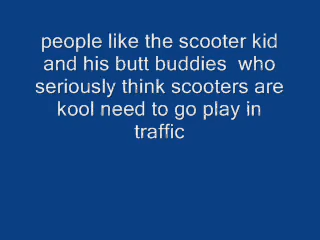 people like the scooter kid
and his butt buddies  who
seriously think scooters are
kool need to go play in
traffic